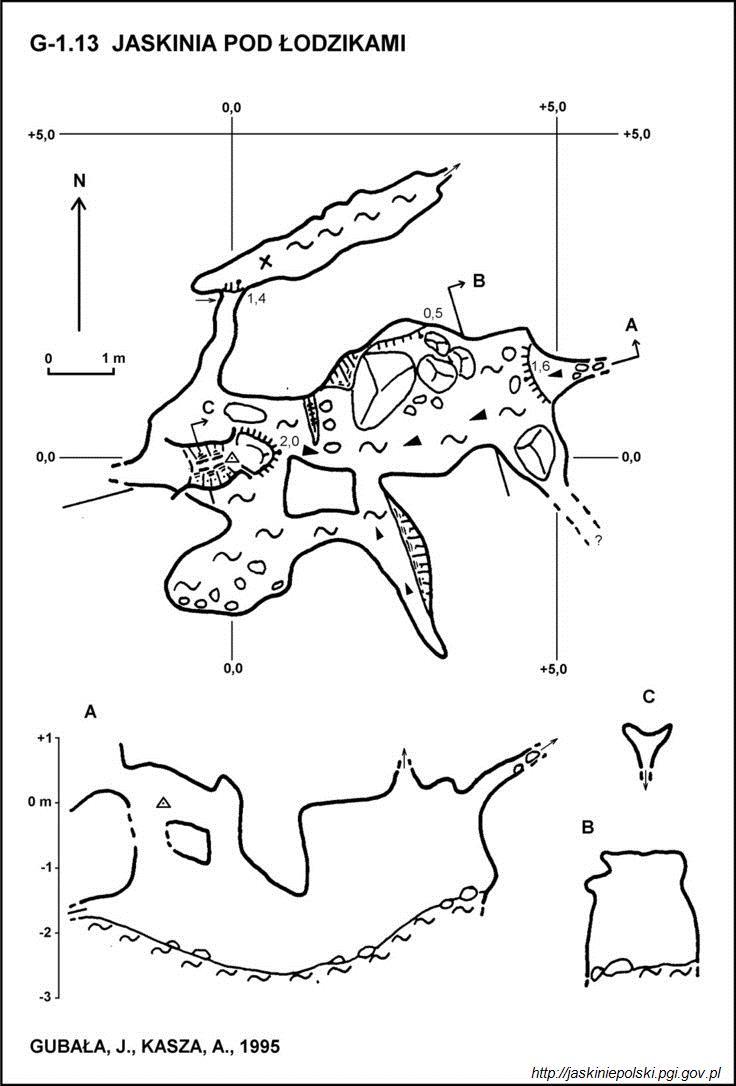 G-1.13 JASKINIA POD ŁODZIKAMI
0,0 +5,0
+5,0 +5,0
N
1,4
B
0,5
A
0 1 m
1,6
C
2,0
0,0 0,0
?
0,0 +5,0
A C
+1
0 m
B
-1
-2
-3
GUBAŁA, J., KASZA, A., 1995
http://jaskiniepolski.pgi.gov.pl